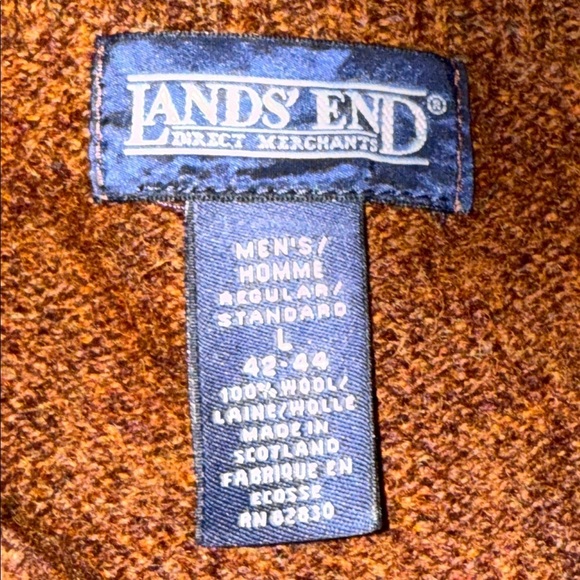 LANDS' END®
DIRECT MERCHANTS
MEN'S/
HOMME
REGULAR/
STANDARD
L
42-44
100% WOOL/
LAINE/WOLLE
MADE IN
SCOTLAND
FABRIQUE EN
ECOSSE
RN 62830